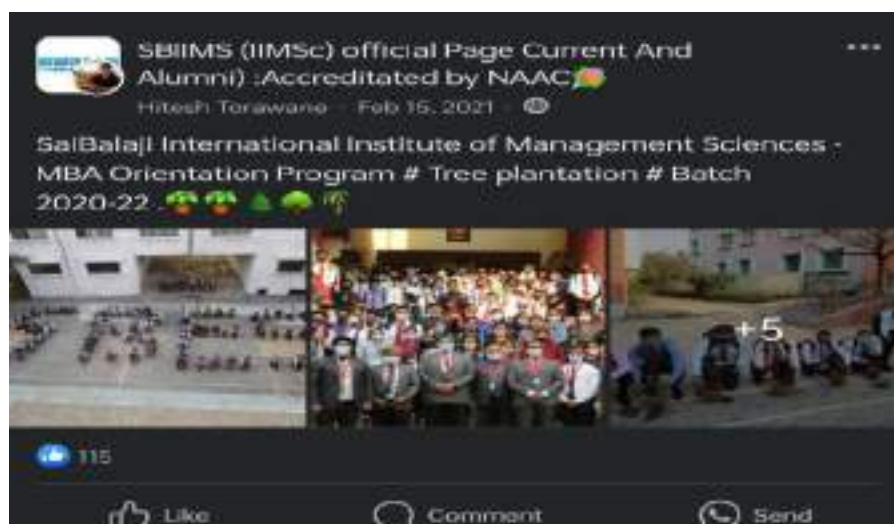 SBIIMS (IIMSc) official Page Current And
Alumni) :Accreditated by NAAC
Hitesh Torawane · Feb 15, 2021 ·
SaiBalaji International Institute of Management Sciences -
MBA Orientation Program # Tree plantation # Batch
2020-22 .🌴🌴🌲🌳🌴
TREE
+5
115
Like Comment Send